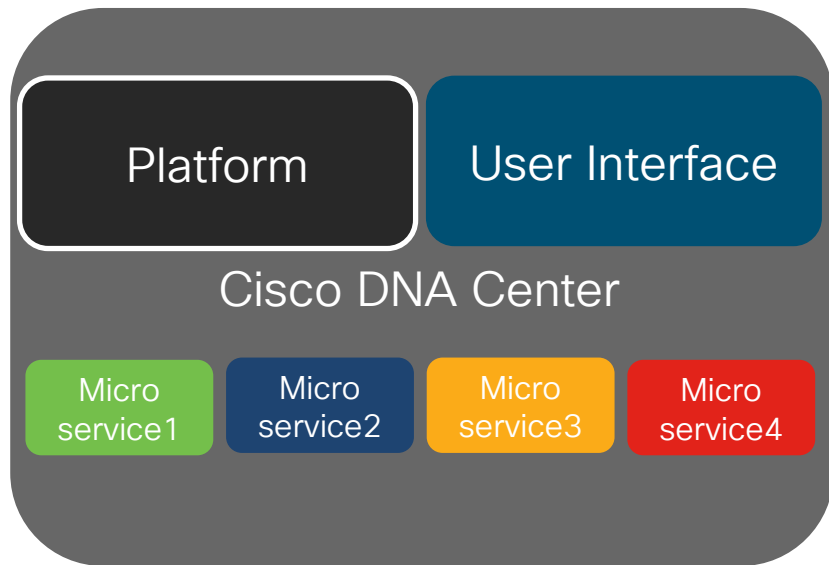 Platform
User Interface
Cisco DNA Center
Micro
service1
Micro
service2
Micro
service3
Micro
service4